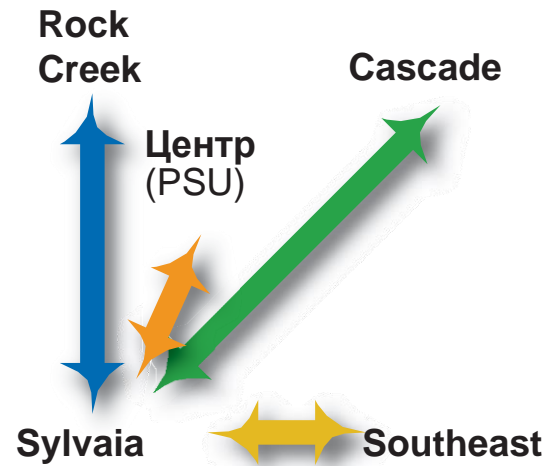 Rock
Creek
Cascade
Центр
(PSU)
Sylvaia
Southeast